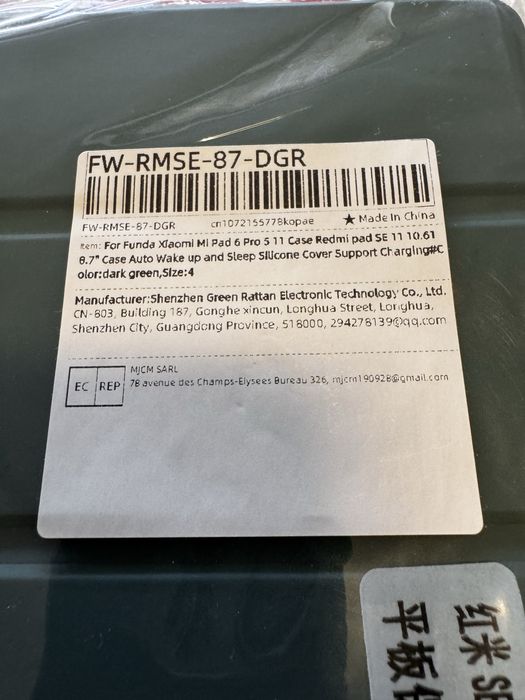 FW-RMSE-87-DGR
FW-RMSE-87-DGR cn1072155778kopae ★ Made In China
Item: For Funda Xiaomi Mi Pad 6 Pro 5 11 Case Redmi pad SE 11 10.61
8.7" Case Auto Wake up and Sleep Silicone Cover Support Charging#C
olor:dark green,Size:4
Manufacturer:Shenzhen Green Rattan Electronic Technology Co., Ltd.
CN-803, Building 187, Gonghe xincun, Longhua Street, Longhua,
Shenzhen City, Guangdong Province, 518000, 294278139@qq.com
EC REP
MJCM SARL
78 avenue des Champs-Elysees Bureau 326, mjcm190928@gmail.com
红米 S
平板